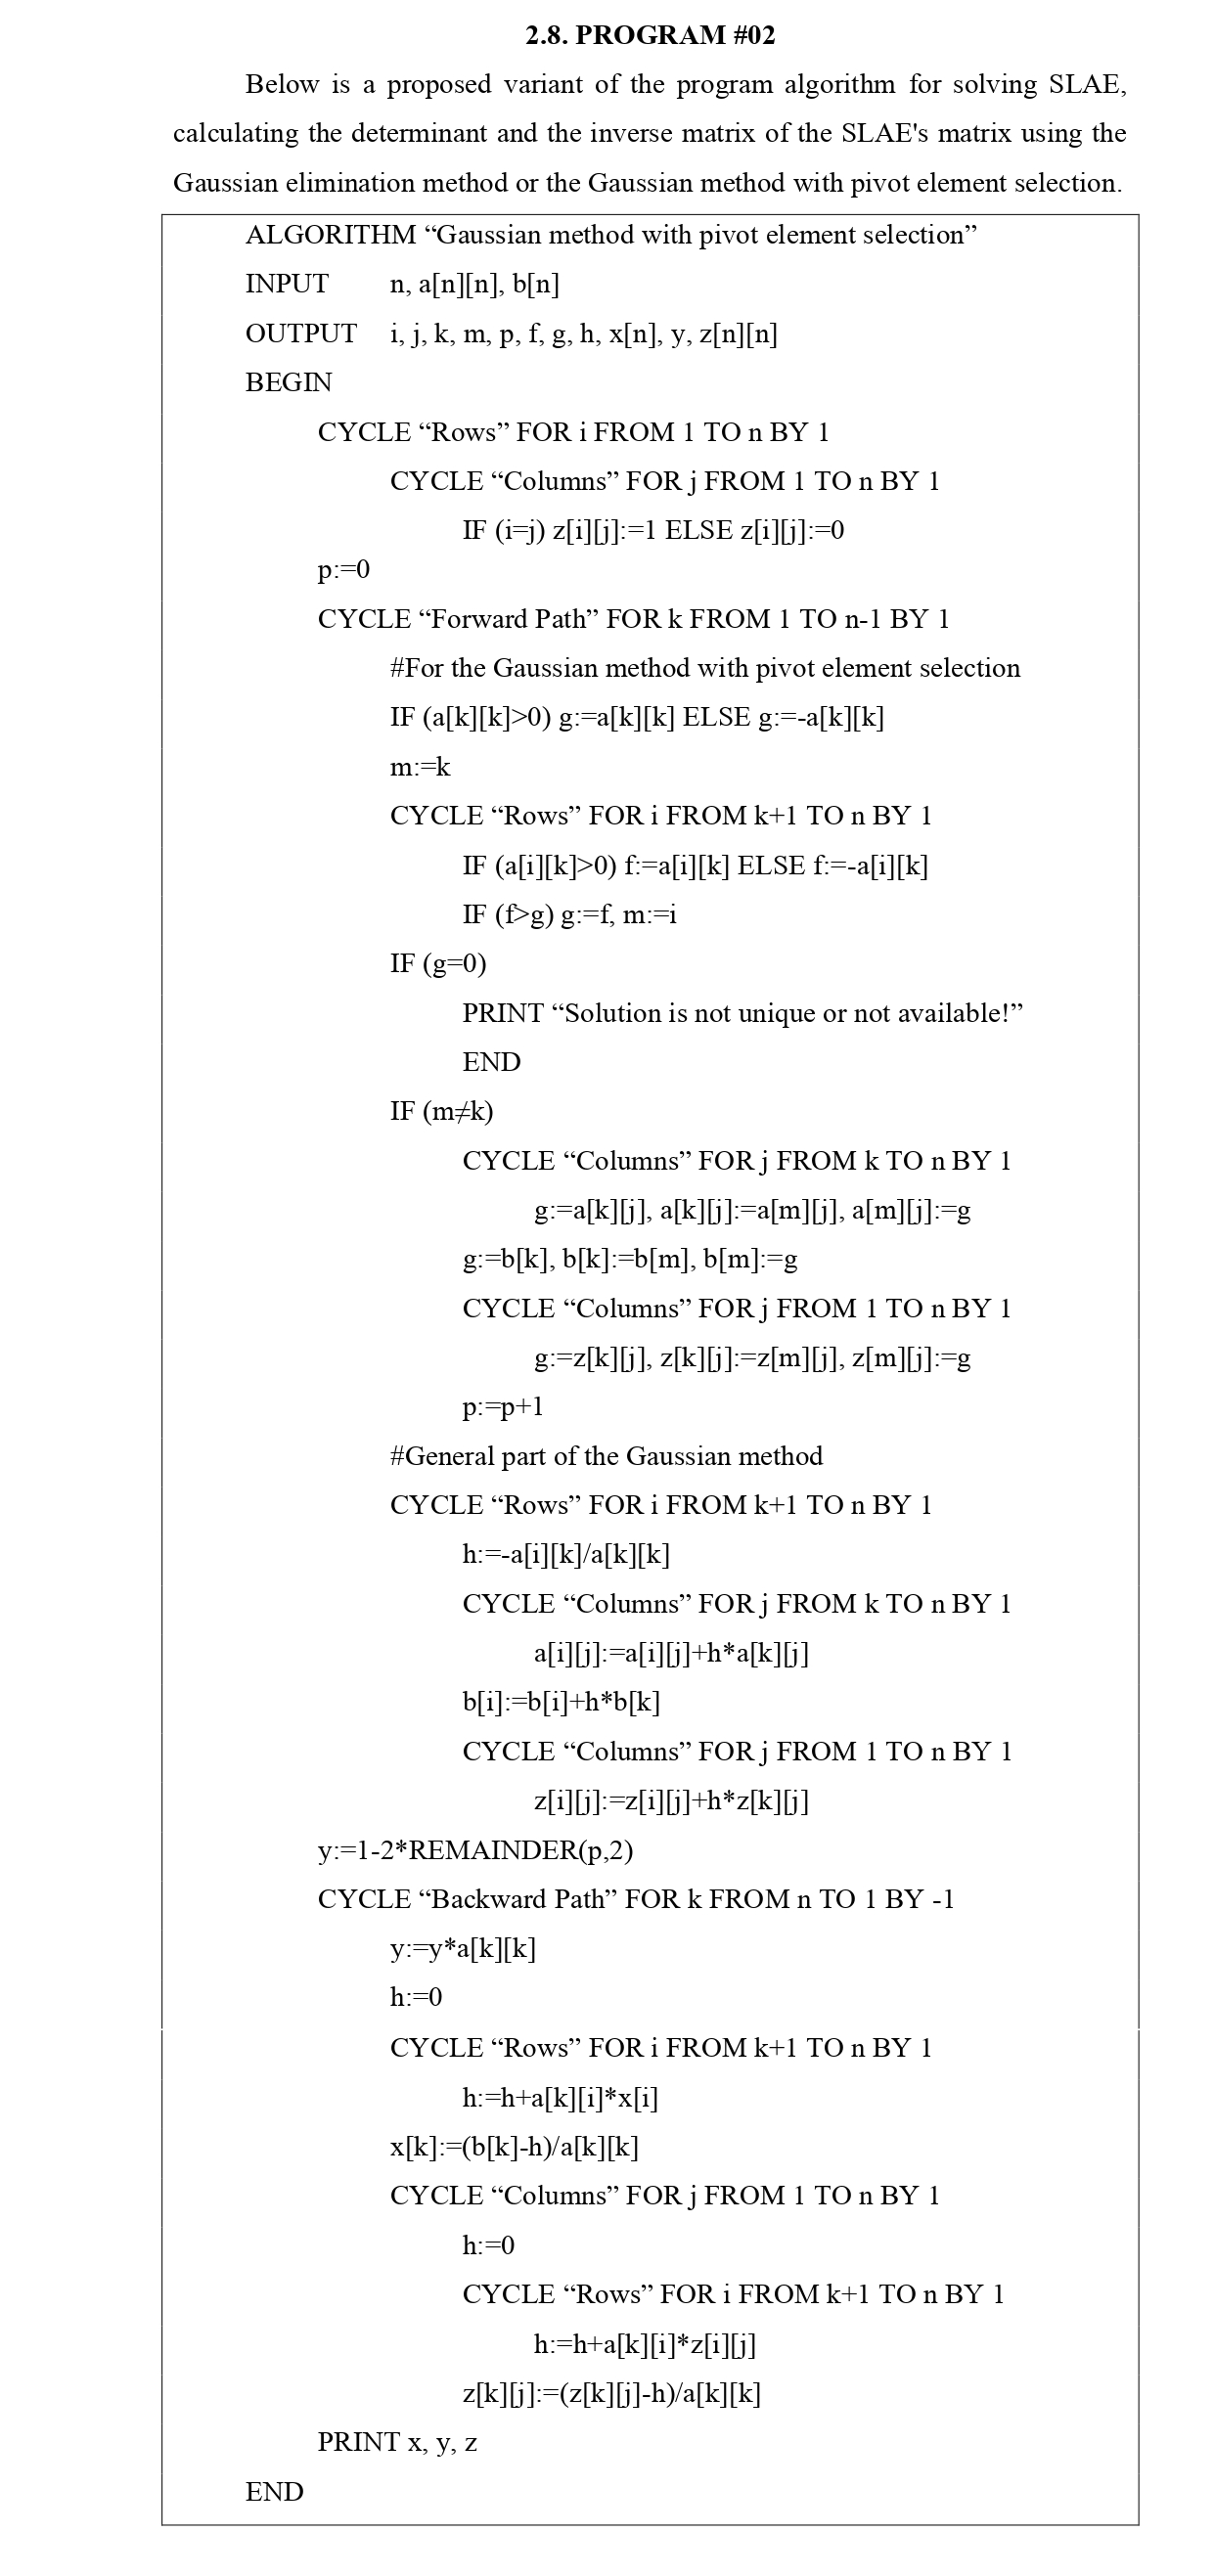 2.8. PROGRAM #02
Below is a proposed variant of the program algorithm for solving SLAE,
calculating the determinant and the inverse matrix of the SLAE's matrix using the
Gaussian elimination method or the Gaussian method with pivot element selection.
ALGORITHM “Gaussian method with pivot element selection”
INPUT n, a[n][n], b[n]
OUTPUT i, j, k, m, p, f, g, h, x[n], y, z[n][n]
BEGIN
CYCLE “Rows” FOR i FROM 1 TO n BY 1
CYCLE “Columns” FOR j FROM 1 TO n BY 1
IF (i=j) z[i][j]:=1 ELSE z[i][j]:=0
p:=0
CYCLE “Forward Path” FOR k FROM 1 TO n-1 BY 1
#For the Gaussian method with pivot element selection
IF (a[k][k]>0) g:=a[k][k] ELSE g:=-a[k][k]
m:=k
CYCLE “Rows” FOR i FROM k+1 TO n BY 1
IF (a[i][k]>0) f:=a[i][k] ELSE f:=-a[i][k]
IF (f>g) g:=f, m:=i
IF (g=0)
PRINT “Solution is not unique or not available!”
END
IF (m≠k)
CYCLE “Columns” FOR j FROM k TO n BY 1
g:=a[k][j], a[k][j]:=a[m][j], a[m][j]:=g
g:=b[k], b[k]:=b[m], b[m]:=g
CYCLE “Columns” FOR j FROM 1 TO n BY 1
g:=z[k][j], z[k][j]:=z[m][j], z[m][j]:=g
p:=p+1
#General part of the Gaussian method
CYCLE “Rows” FOR i FROM k+1 TO n BY 1
h:=-a[i][k]/a[k][k]
CYCLE “Columns” FOR j FROM k TO n BY 1
a[i][j]:=a[i][j]+h*a[k][j]
b[i]:=b[i]+h*b[k]
CYCLE “Columns” FOR j FROM 1 TO n BY 1
z[i][j]:=z[i][j]+h*z[k][j]
y:=1-2*REMAINDER(p,2)
CYCLE “Backward Path” FOR k FROM n TO 1 BY -1
y:=y*a[k][k]
h:=0
CYCLE “Rows” FOR i FROM k+1 TO n BY 1
h:=h+a[k][i]*x[i]
x[k]:=(b[k]-h)/a[k][k]
CYCLE “Columns” FOR j FROM 1 TO n BY 1
h:=0
CYCLE “Rows” FOR i FROM k+1 TO n BY 1
h:=h+a[k][i]*z[i][j]
z[k][j]:=(z[k][j]-h)/a[k][k]
PRINT x, y, z
END